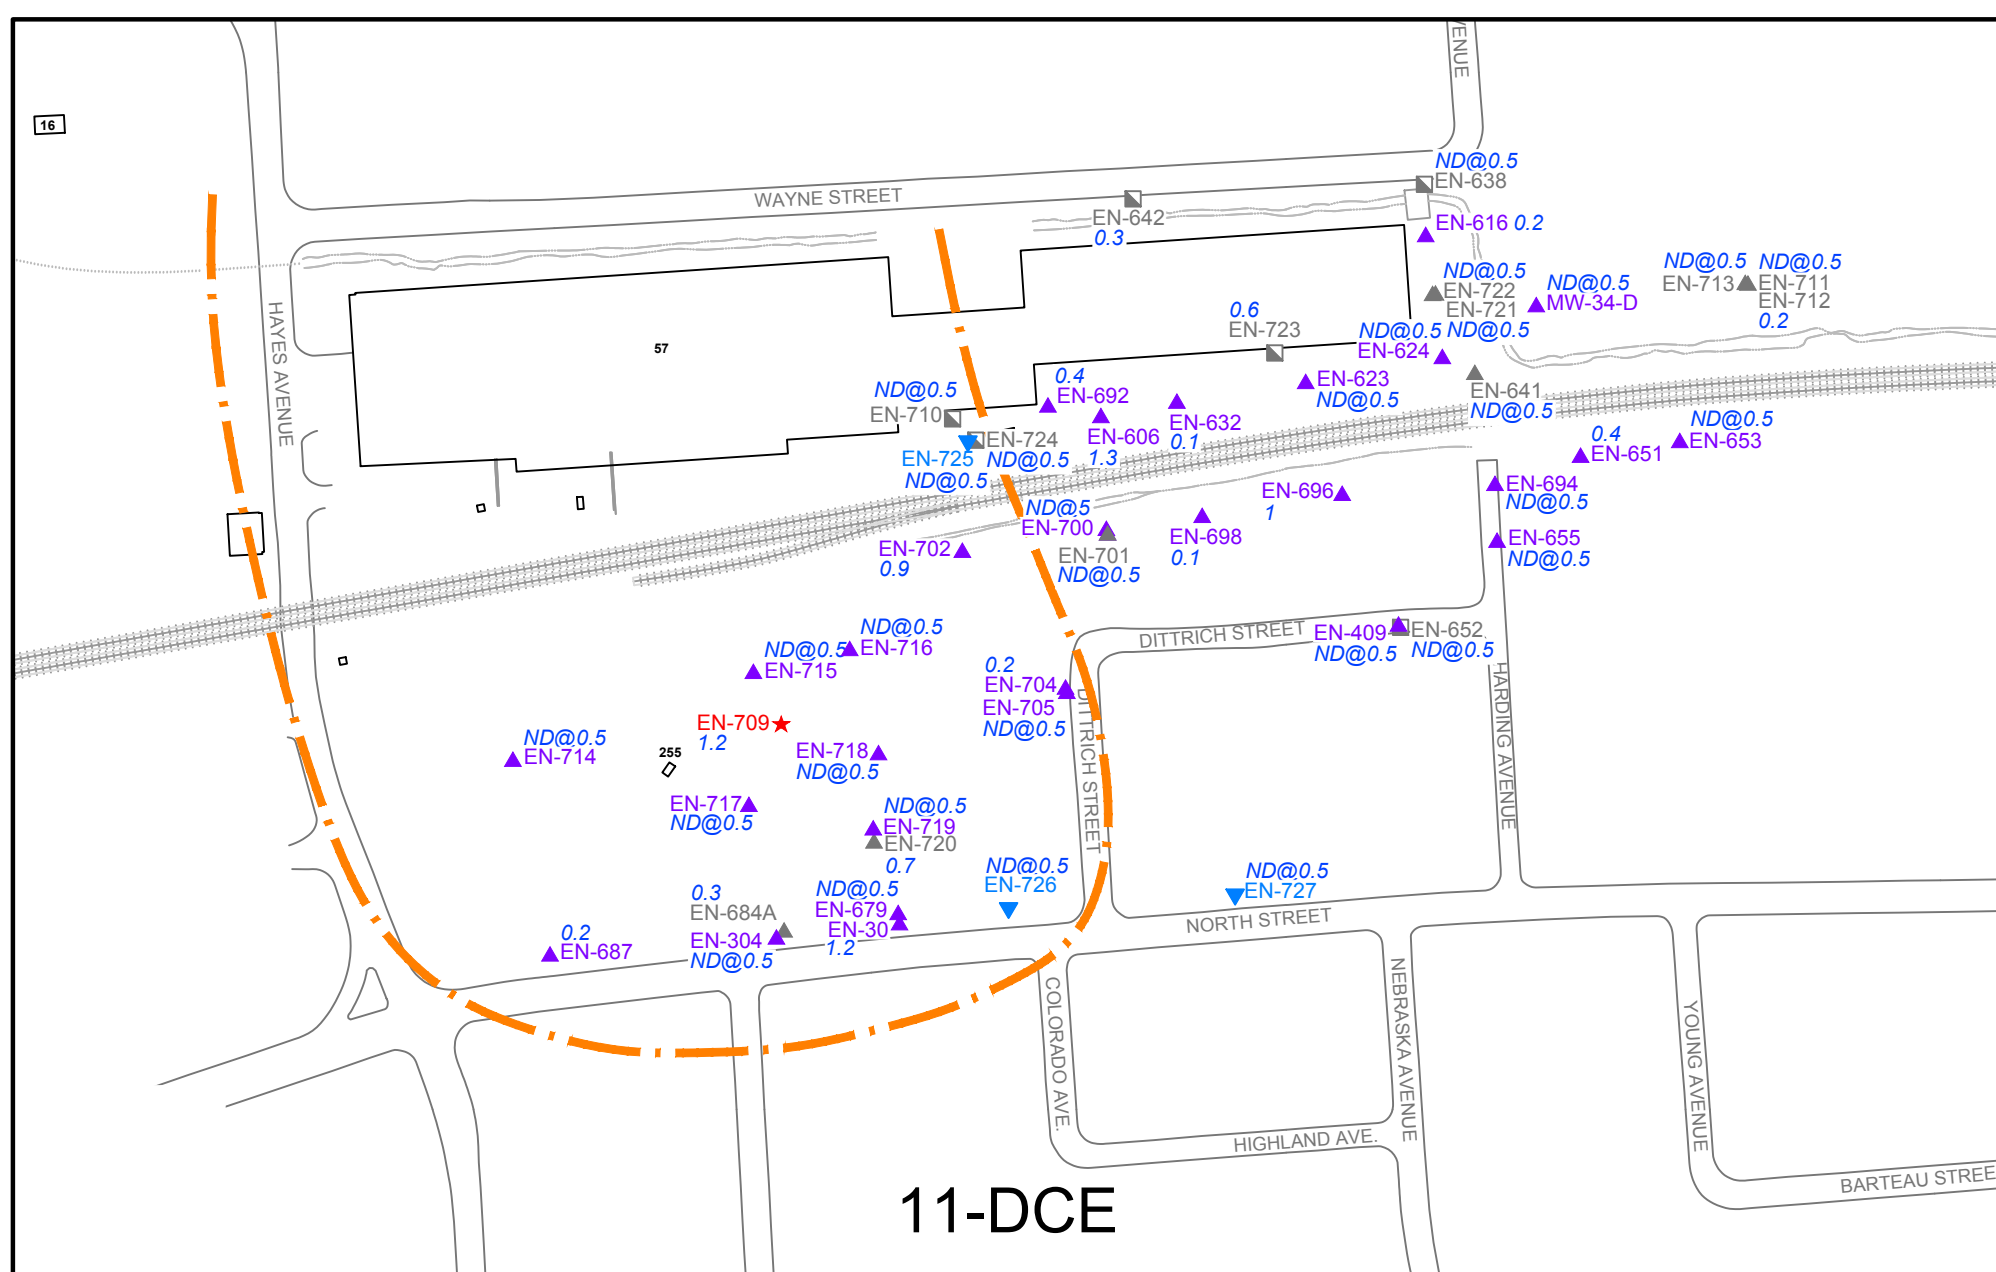 VENUE
16
ND@0.5
EN-638
WAYNE STREET
EN-642
0.3
EN-616 0.2
ND@0.5
EN-722
EN-721
ND@0.5
ND@0.5
MW-34-D
ND@0.5
EN-713
ND@0.5
EN-711
EN-712
0.2
HAYES AVENUE
57
0.6
EN-723
ND@0.5
EN-624
EN-623
ND@0.5
EN-641
ND@0.5
ND@0.5
EN-710
0.4
EN-692
EN-606
1.3
EN-632
0.1
EN-724
ND@0.5
EN-725
ND@0.5
0.4
EN-651
ND@0.5
EN-653
EN-694
ND@0.5
EN-696
1
ND@5
EN-700
EN-701
ND@0.5
EN-698
0.1
EN-702
0.9
EN-655
ND@0.5
DITTRICH STREET
EN-409
ND@0.5
EN-652
ND@0.5
ND@0.5
EN-716
ND@0.5
EN-715
0.2
EN-704
EN-705
ND@0.5
DITTRICH STREET
HARDING AVENUE
EN-709
1.2
ND@0.5
EN-714
255
EN-718
ND@0.5
EN-717
ND@0.5
ND@0.5
EN-719
EN-720
0.7
ND@0.5
EN-726
ND@0.5
EN-727
0.3
EN-684A
EN-304
ND@0.5
ND@0.5
EN-679
EN-30
1.2
0.2
EN-687
NORTH STREET
COLORADO AVE.
NEBRASKA AVENUE
YOUNG AVENUE
HIGHLAND AVE.
BARTEAU STREE
11-DCE